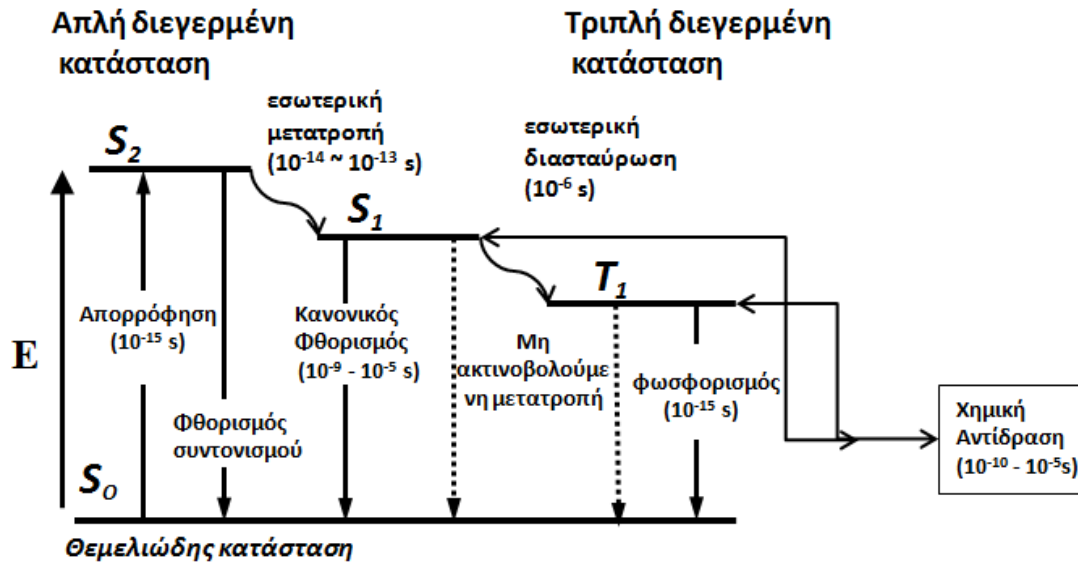 Απλή διεγερμένη
κατάσταση
Τριπλή διεγερμένη
κατάσταση
εσωτερική
μετατροπή
(10⁻¹⁴ ~ 10⁻¹³ s)
εσωτερική
διασταύρωση
(10⁻⁶ s)
S₂
S₁
T₁
E
Απορρόφηση
(10⁻¹⁵ s)
Φθορισμός
συντονισμού
Κανονικός
Φθορισμός
(10⁻⁹ - 10⁻⁵ s)
Μη
ακτινοβολούμε
νη μετατροπή
φωσφορισμός
(10⁻¹⁵ s)
Χημική
Αντίδραση
(10⁻¹⁰ - 10⁻⁵s)
S₀
Θεμελιώδης κατάσταση